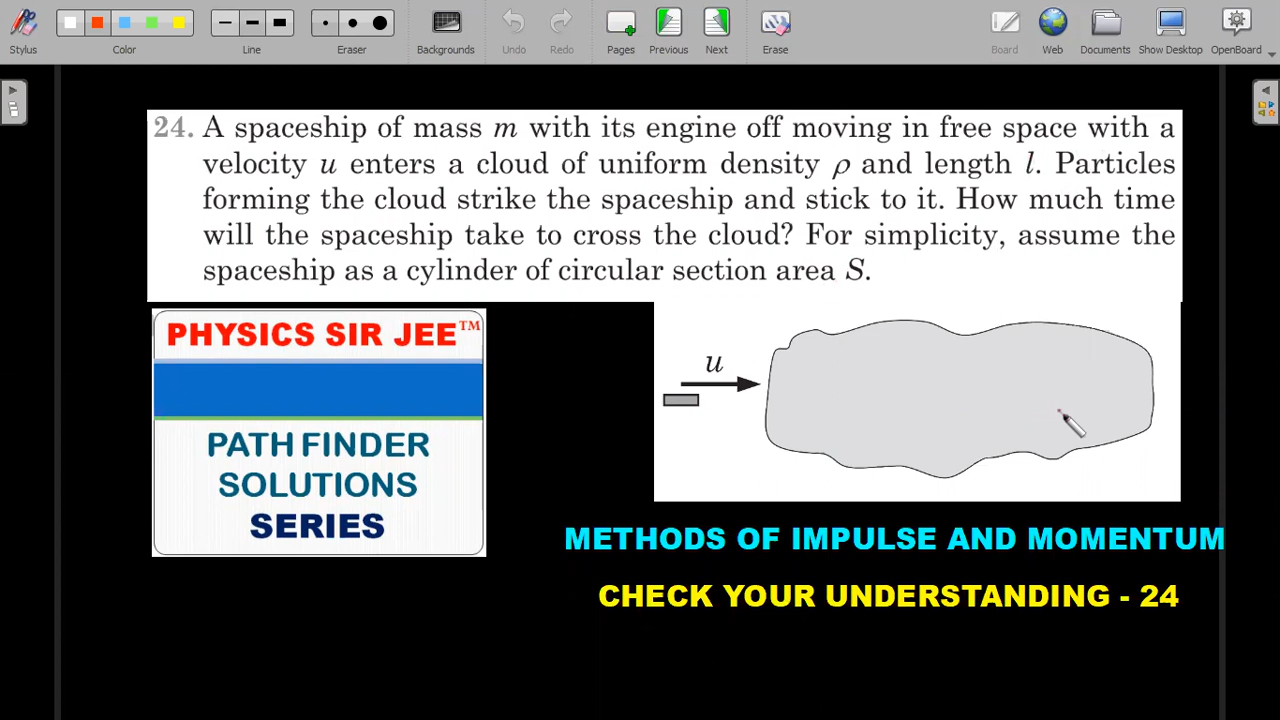 Stylus
Color
Line
Eraser
Backgrounds
Undo
Redo
Pages
Previous
Next
Erase
Board
Web
Documents
Show Desktop
OpenBoard
24. A spaceship of mass m with its engine off moving in free space with a
velocity u enters a cloud of uniform density ρ and length l. Particles
forming the cloud strike the spaceship and stick to it. How much time
will the spaceship take to cross the cloud? For simplicity, assume the
spaceship as a cylinder of circular section area S.
PHYSICS SIR JEE™
PATH FINDER
SOLUTIONS
SERIES
u
METHODS OF IMPULSE AND MOMENTUM
CHECK YOUR UNDERSTANDING - 24